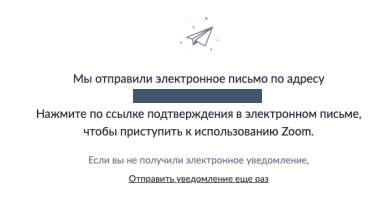 Мы отправили электронное письмо по адресу
Нажмите по ссылке подтверждения в электронном письме,
чтобы приступить к использованию Zoom.
Если вы не получили электронное уведомление,
Отправить уведомление еще раз